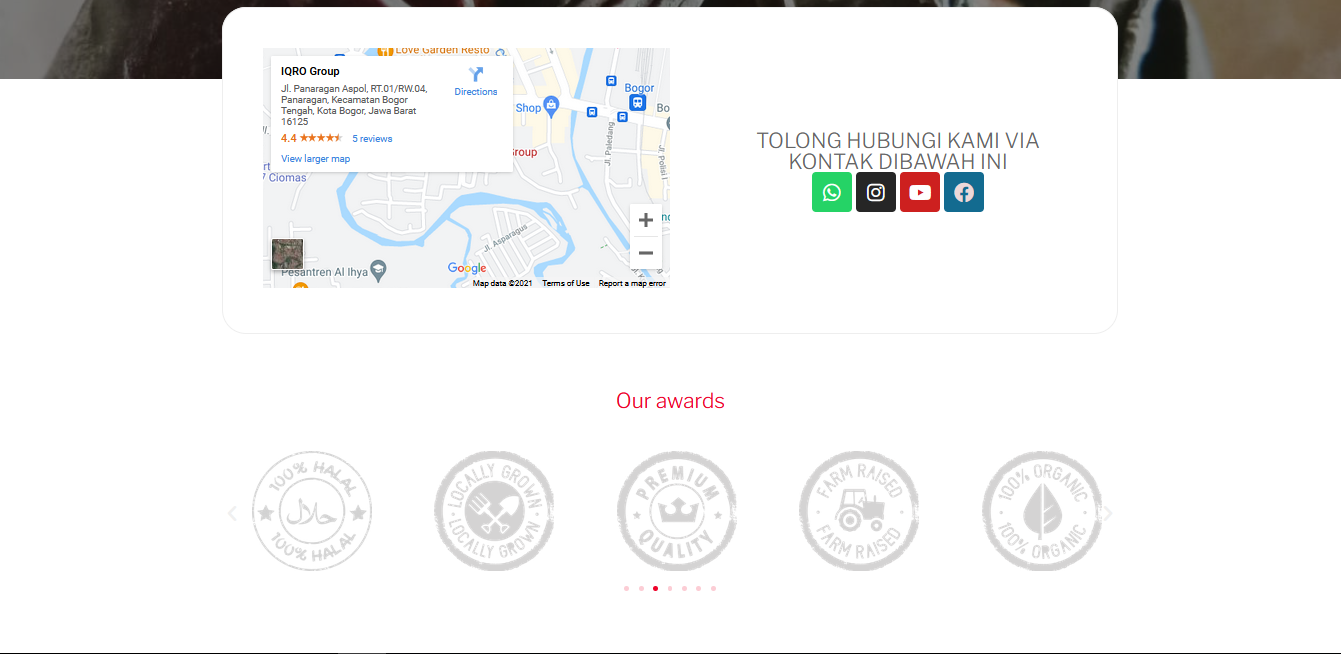 Love Garden Resto
IQRO Group
Directions
Jl. Panaragan Aspol, RT.01/RW.04,
Panaragan, Kecamatan Bogor
Tengah, Kota Bogor, Jawa Barat
16125
4.4
5 reviews
View larger map
Shop
Bogor
Bo
Group
Jl. Paledang
Jl. Polisi I
7 Ciomas
Jl. Asparagus
Pesantren Al Ihya
Google
Map data ©2021 Terms of Use Report a map error
TOLONG HUBUNGI KAMI VIA
KONTAK DIBAWAH INI
Our awards
100% HALAL
حلال
100% HALAL
LOCALLY GROWN
LOCALLY GROWN
PREMIUM
QUALITY
FARM RAISED
FARM RAISED
100% ORGANIC
100% ORGANIC